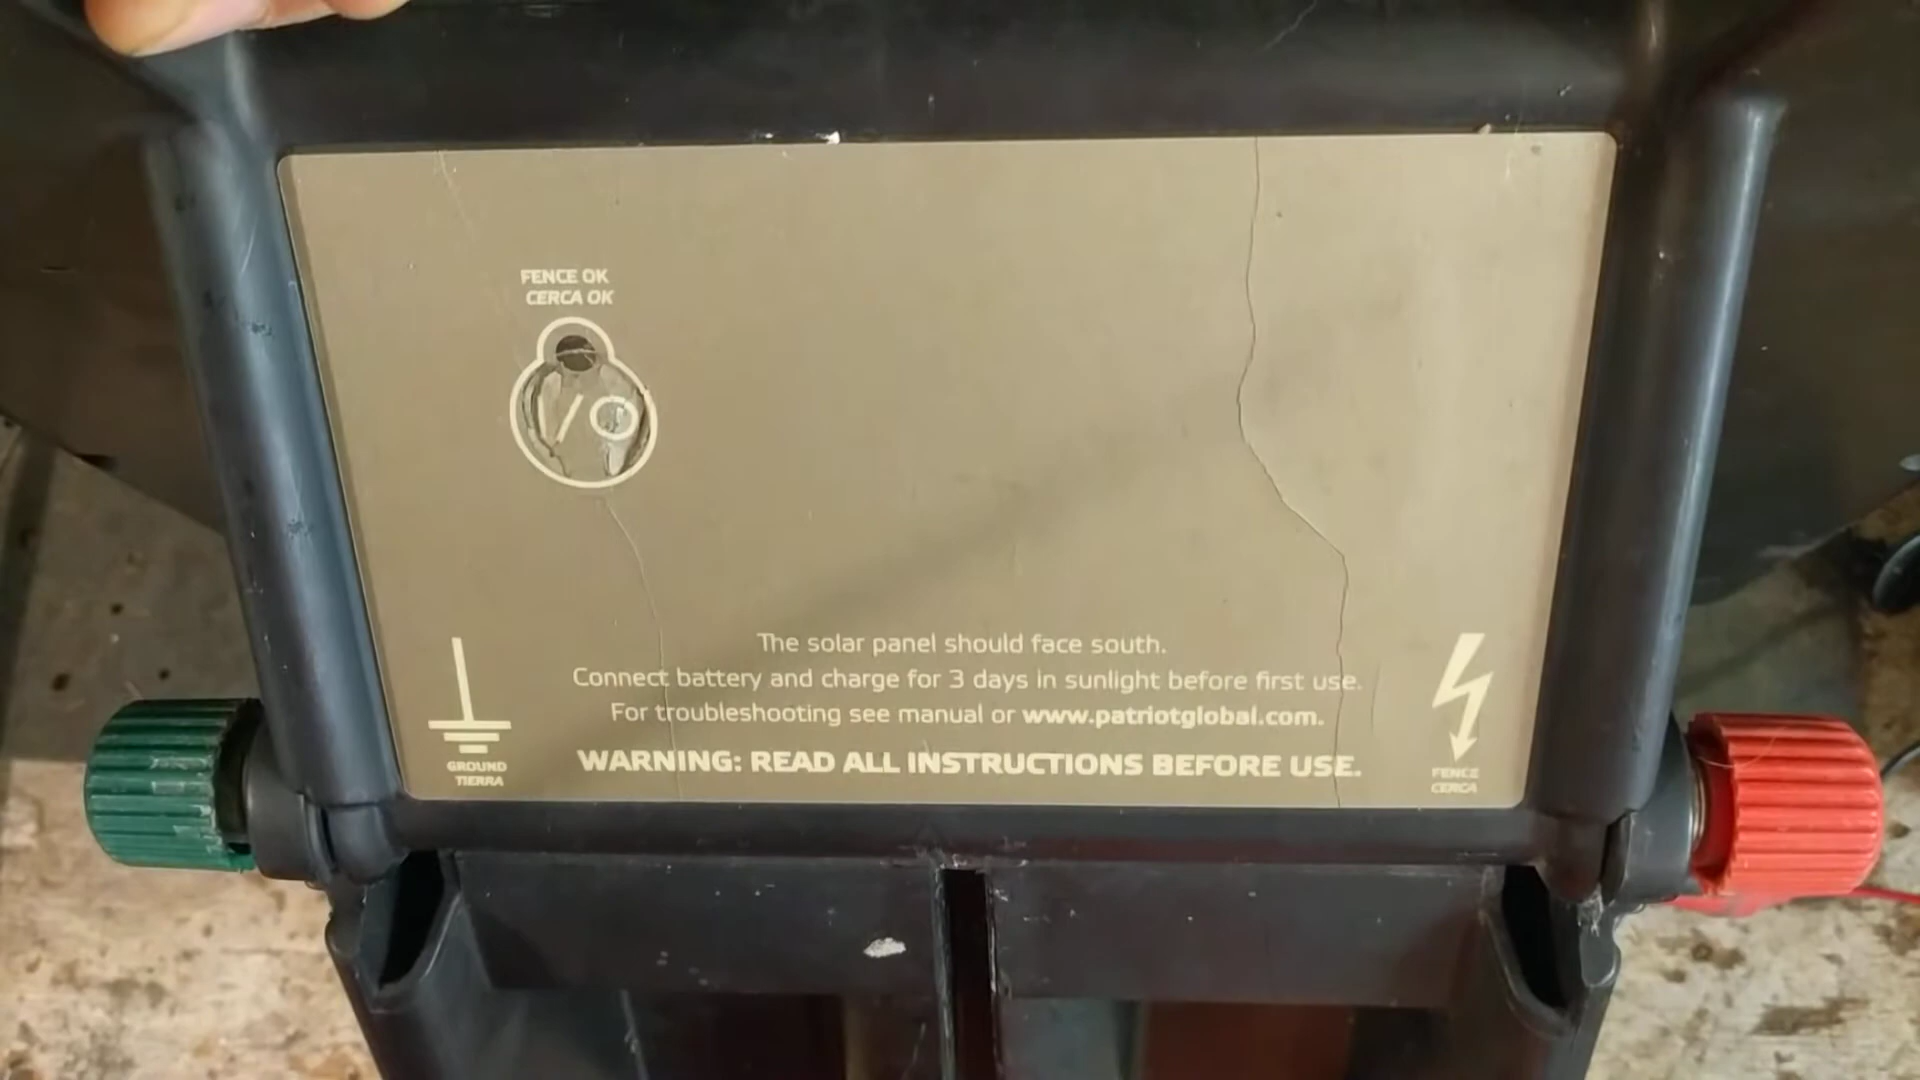 FENCE OK
CERCA OK
I/O
The solar panel should face south.
Connect battery and charge for 3 days in sunlight before first use.
For troubleshooting see manual or www.patriotglobal.com.
WARNING: READ ALL INSTRUCTIONS BEFORE USE.
GROUND
TIERRA
FENCE
CERCA